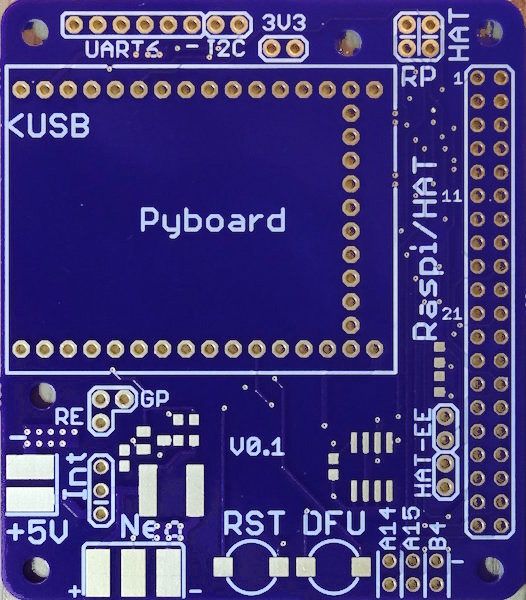 3V3
UART6 - I2C
HAT
RP
1
<USB
11
Pyboard
Raspi/HAT
21
GP
RE
V0.1
HAT-EE
-
Int
+5V
Neo
RST
DFU
A14
A15
B4
-
+
-